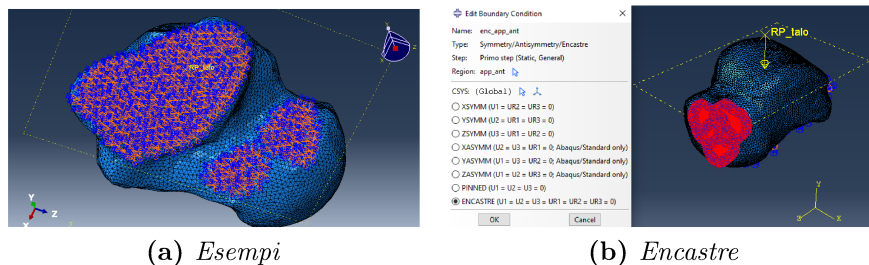 RP_talo
Y
Z
X
Edit Boundary Condition
Name: enc_app_ant
Type: Symmetry/Antisymmetry/Encastre
Step: Primo step (Static, General)
Region: app_ant
CSYS: (Global)
XSYMM (U1 = UR2 = UR3 = 0)
YSYMM (U2 = UR1 = UR3 = 0)
ZSYMM (U3 = UR1 = UR2 = 0)
XASYMM (U2 = U3 = UR1 = 0; Abaqus/Standard only)
YASYMM (U1 = U3 = UR2 = 0; Abaqus/Standard only)
ZASYMM (U1 = U2 = UR3 = 0; Abaqus/Standard only)
PINNED (U1 = U2 = U3 = 0)
ENCASTRE (U1 = U2 = U3 = UR1 = UR2 = UR3 = 0)
OK Cancel
RP_talo
Y
Z X
(a) Esempi
(b) Encastre